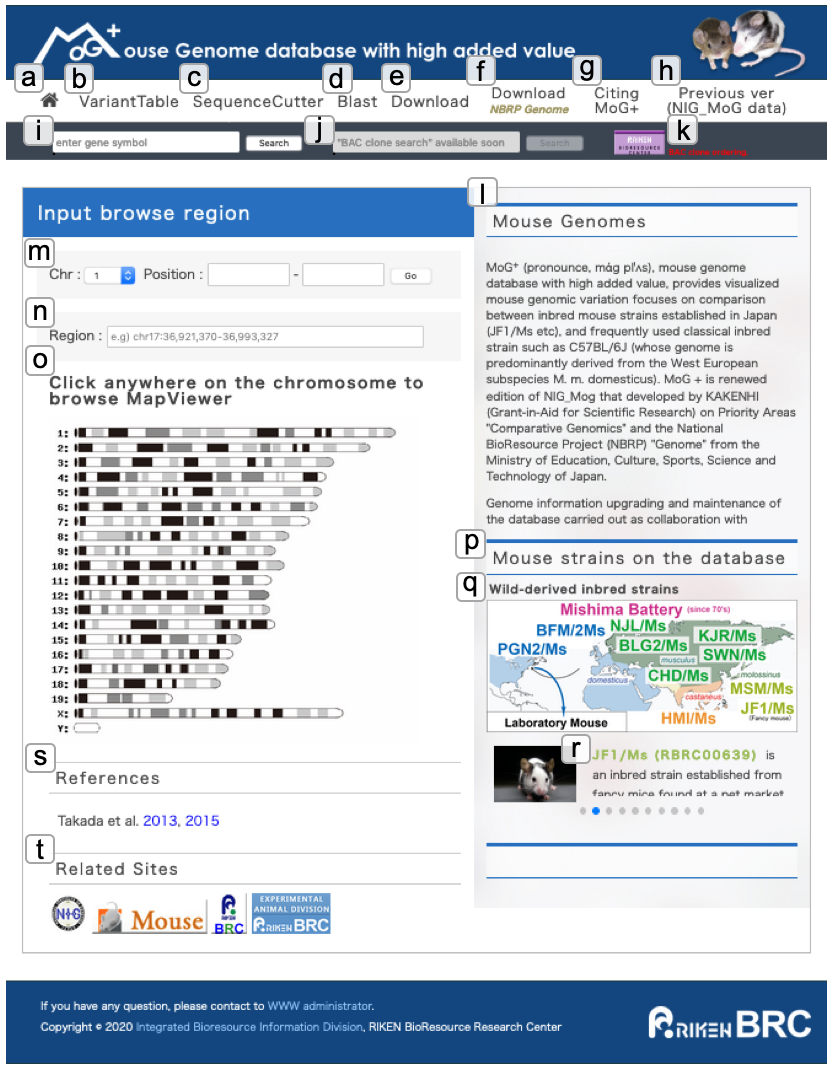 MoG+ ouse Genome database with high added value
a
b
c
d
e
f
g
h
VariantTable
SequenceCutter
Blast
Download
Download
NBRP Genome
Citing
MoG+
Previous ver
(NIG_MoG data)
i
enter gene symbol
Search
j
"BAC clone search" available soon
Search
RIKEN
BIORESOURCE
CENTER
k
Input browse region
m
Chr :
1
Position :
-
Go
n
Region :
e.g) chr17:36,921,370-36,993,327
o
Click anywhere on the chromosome to
browse MapViewer
1:
2:
3:
4:
5:
6:
7:
8:
9:
10:
11:
12:
13:
14:
15:
16:
17:
18:
19:
X:
Y:
s
References
Takada et al. 2013, 2015
t
Related Sites
NIG
Mouse
RIKEN
BRC
EXPERIMENTAL
ANIMAL DIVISION
RIKEN BRC
l
Mouse Genomes
MoG+ (pronounce, mág pl'ʌs), mouse genome
database with high added value, provides visualized
mouse genomic variation focuses on comparison
between inbred mouse strains established in Japan
(JF1/Ms etc), and frequently used classical inbred
strain such as C57BL/6J (whose genome is
predominantly derived from the West European
subspecies M. m. domesticus). MoG + is renewed
edition of NIG_Mog that developed by KAKENHI
(Grant-in-Aid for Scientific Research) on Priority Areas
"Comparative Genomics" and the National
BioResource Project (NBRP) "Genome" from the
Ministry of Education, Culture, Sports, Science and
Technology of Japan.
Genome information upgrading and maintenance of
the database carried out as collaboration with
p
Mouse strains on the database
q
Wild-derived inbred strains
Mishima Battery (since 70's)
BFM/2Ms
NJL/Ms
PGN2/Ms
BLG2/Ms
KJR/Ms
musculus
SWN/Ms
domesticus
CHD/Ms
molossinus
castaneus
MSM/Ms
JF1/Ms
(Fancy mouse)
HMI/Ms
Laboratory Mouse
r
JF1/Ms (RBRC00639) is
an inbred strain established from
fancy mice found at a pet market
If you have any question, please contact to WWW administrator.
Copyright © 2020 Integrated Bioresource Information Division, RIKEN BioResource Research Center
RIKEN BRC